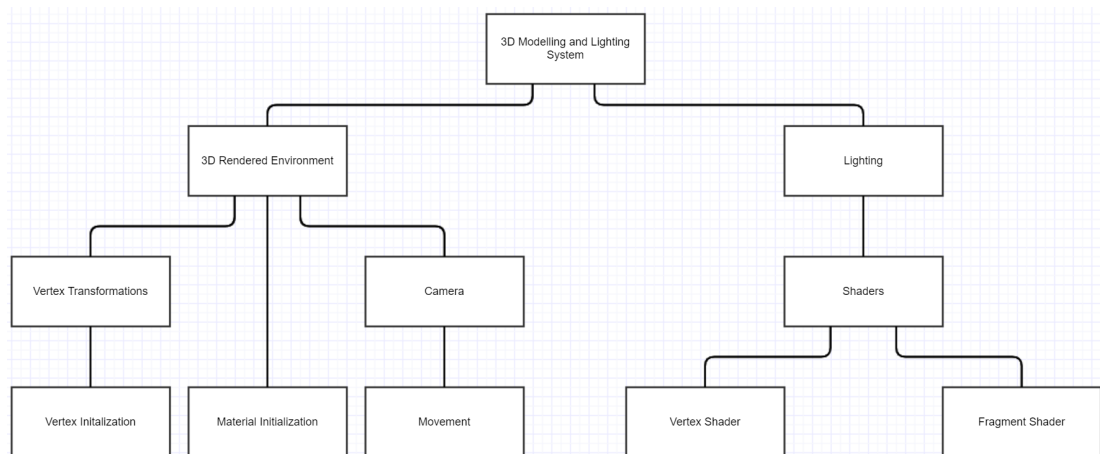 3D Modelling and Lighting
System
3D Rendered Environment
Lighting
Vertex Transformations
Camera
Shaders
Vertex Initalization
Material Initialization
Movement
Vertex Shader
Fragment Shader